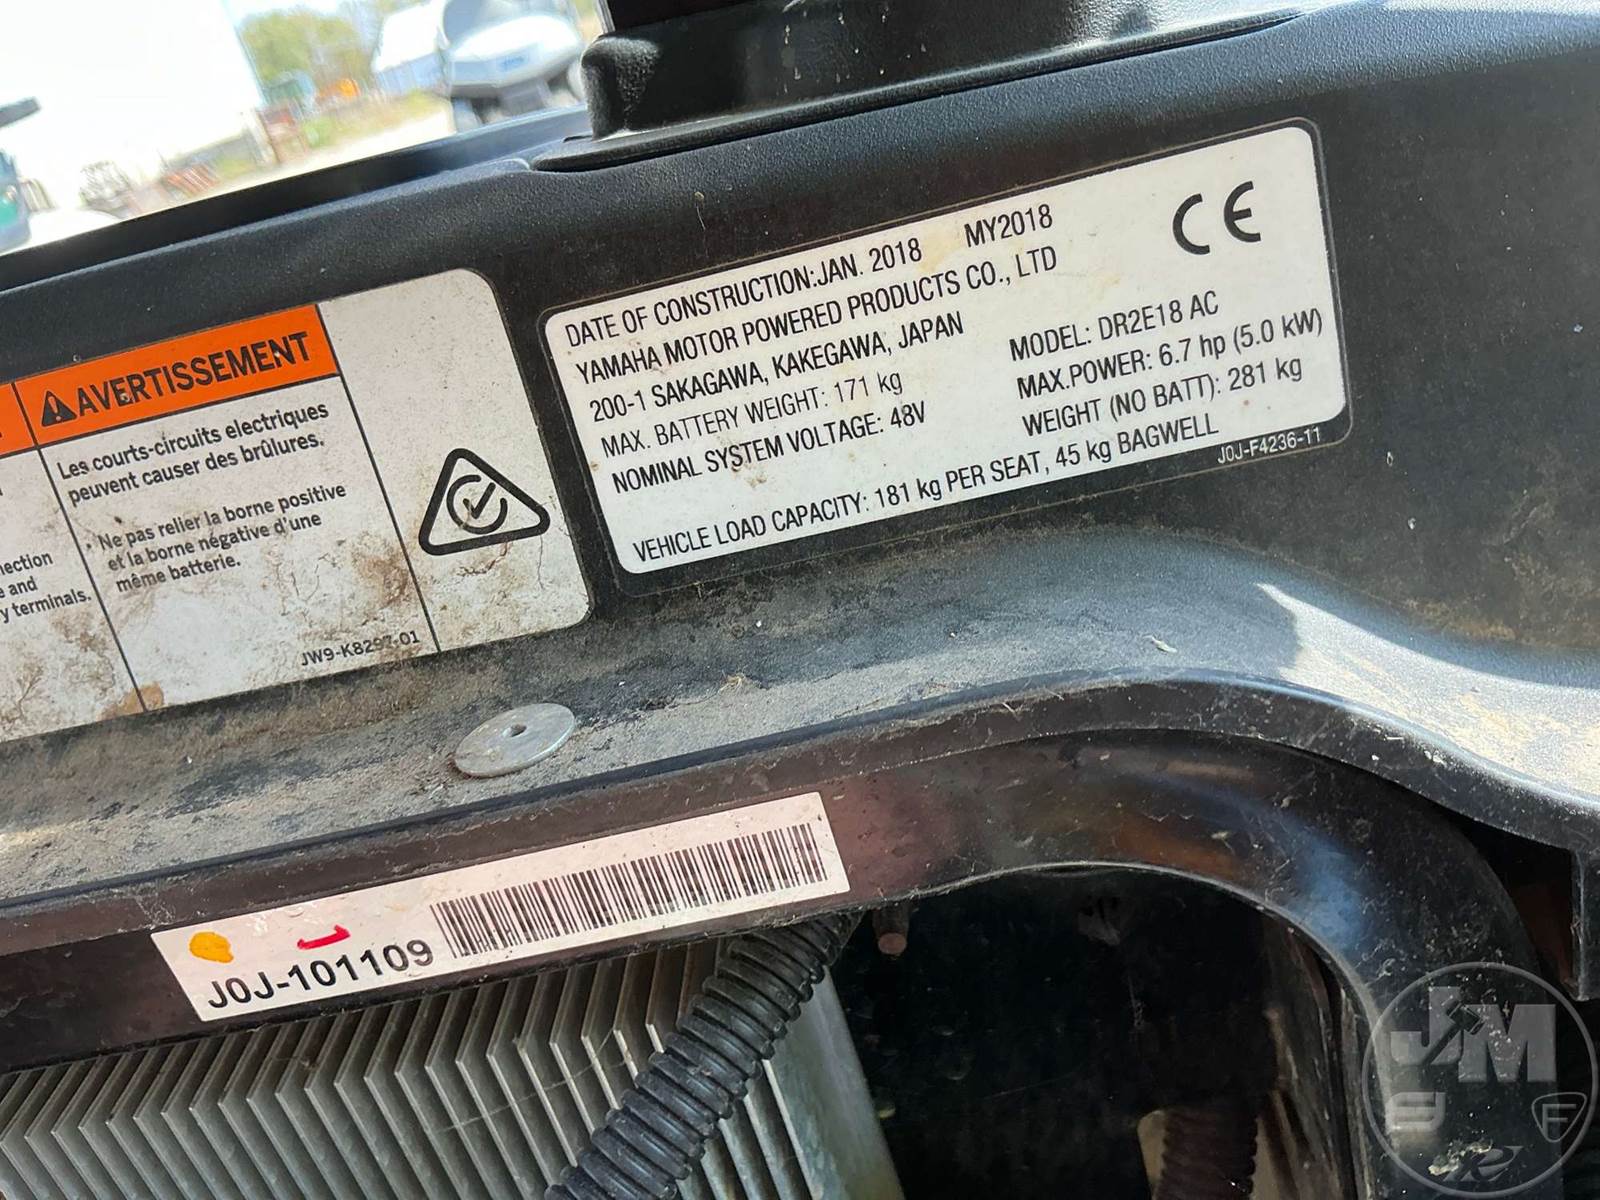 DATE OF CONSTRUCTION:JAN. 2018 MY2018
YAMAHA MOTOR POWERED PRODUCTS CO., LTD
200-1 SAKAGAWA, KAKEGAWA, JAPAN
MAX. BATTERY WEIGHT: 171 kg
NOMINAL SYSTEM VOLTAGE: 48V
MODEL: DR2E18 AC
MAX.POWER: 6.7 hp (5.0 kW)
WEIGHT (NO BATT): 281 kg
VEHICLE LOAD CAPACITY: 181 kg PER SEAT, 45 kg BAGWELL
J0J-F4236-11
CE
AVERTISSEMENT
Les courts-circuits electriques
peuvent causer des brûlures.
Ne pas relier la borne positive
et la borne négative d'une
même batterie.
JW9-K8297-01
and
terminals.
J0J-101109
JM